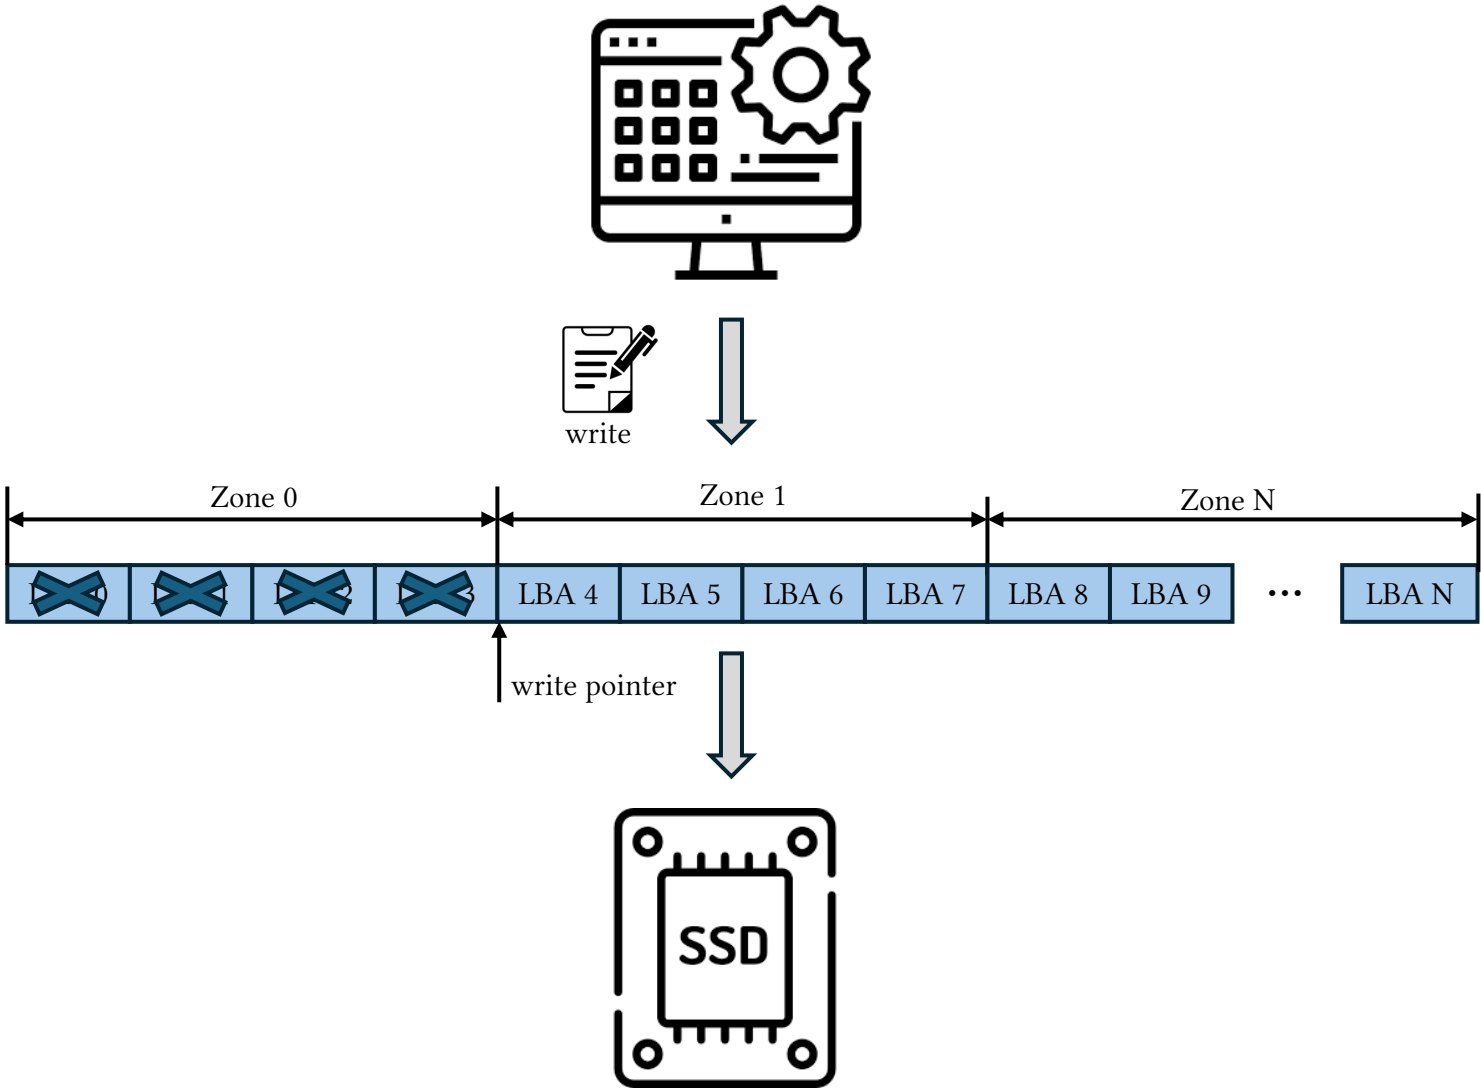 write
Zone 0
Zone 1
Zone N
LBA 4
LBA 5
LBA 6
LBA 7
LBA 8
LBA 9
...
LBA N
write pointer
SSD